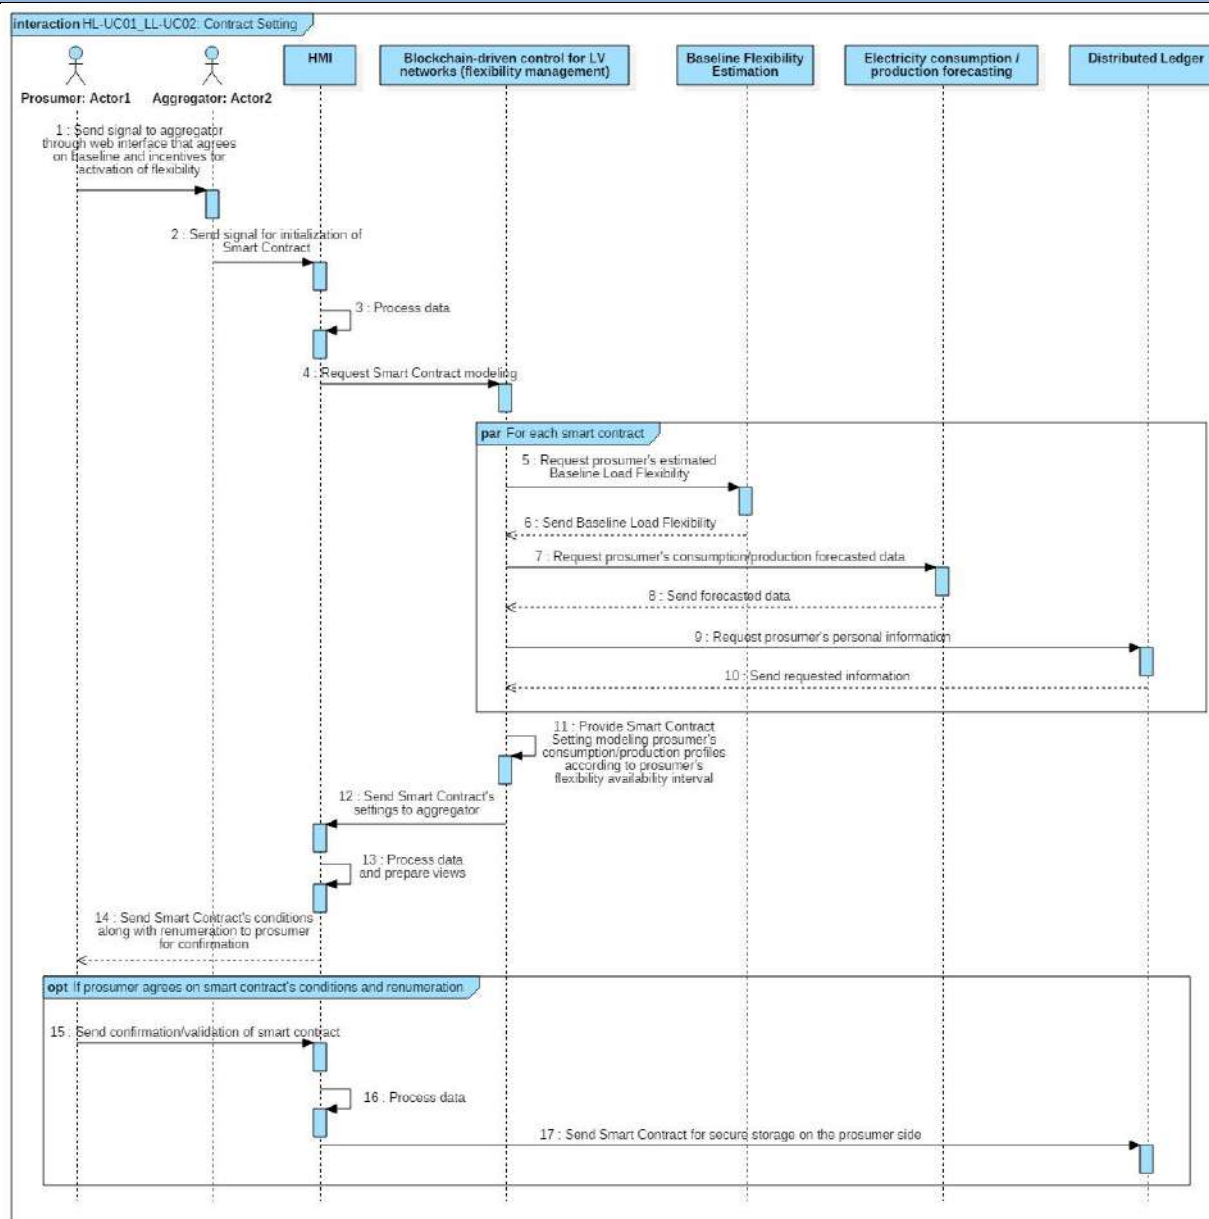 interaction HL-UC01_LL-UC02: Contract Setting
HMI
Blockchain-driven control for LV
networks (flexibility management)
Baseline Flexibility
Estimation
Electricity consumption /
production forecasting
Distributed Ledger
Prosumer: Actor1
Aggregator: Actor2
1 : Send signal to aggregator
through web interface that agrees
on baseline and incentives for
activation of flexibility
2 : Send signal for initialization of
Smart Contract
3 : Process data
4 : Request Smart Contract modeling
par For each smart contract
5 : Request prosumer's estimated
Baseline Load Flexibility
6 : Send Baseline Load Flexibility
7 : Request prosumer's consumption/production forecasted data
8 : Send forecasted data
9 : Request prosumer's personal information
10 : Send requested information
11 : Provide Smart Contract
Setting modeling prosumer's
consumption/production profiles
according to prosumer's
flexibility availability interval
12 : Send Smart Contract's
settings to aggregator
13 : Process data
and prepare views
14 : Send Smart Contract's conditions
along with renumeration to prosumer
for confirmation
opt If prosumer agrees on smart contract's conditions and renumeration
15 : Send confirmation/validation of smart contract
16 : Process data
17 : Send Smart Contract for secure storage on the prosumer side